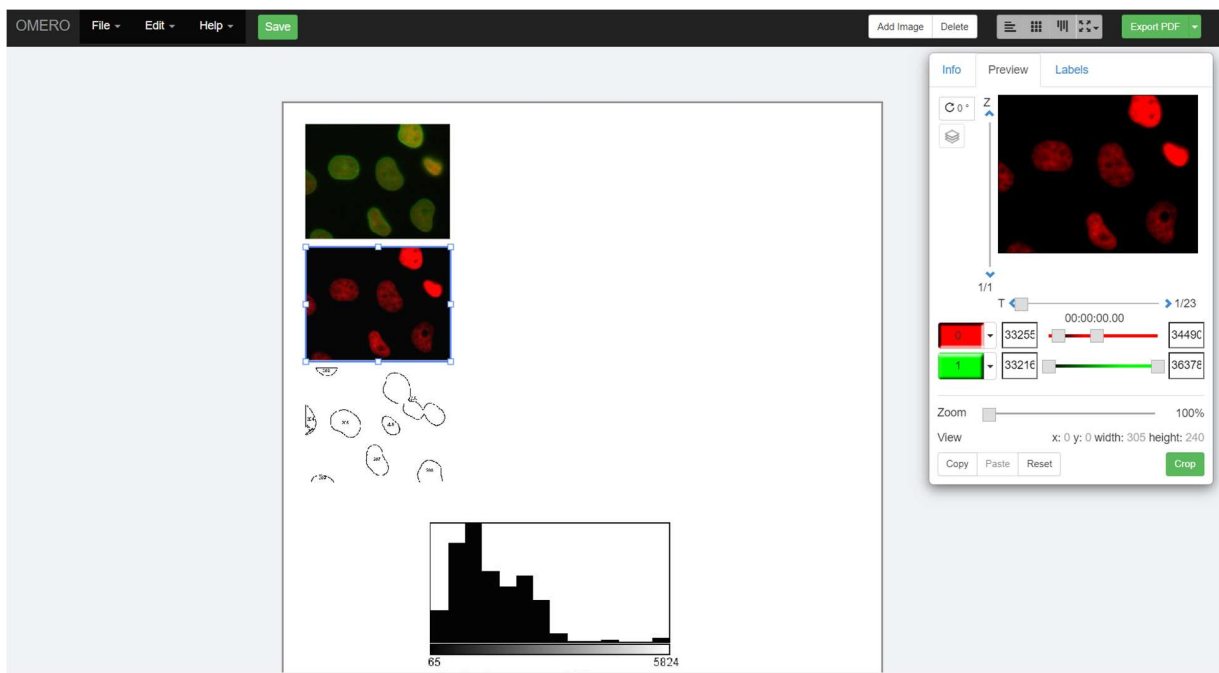 OMERO File Edit Help Save Add Image Delete Export PDF
Info Preview Labels
0° Z
1/1
T 1/23
00:00:00.00
0 33255 34490
1 33216 36378
Zoom 100%
View x: 0 y: 0 width: 305 height: 240
Copy Paste Reset Crop
65 5824